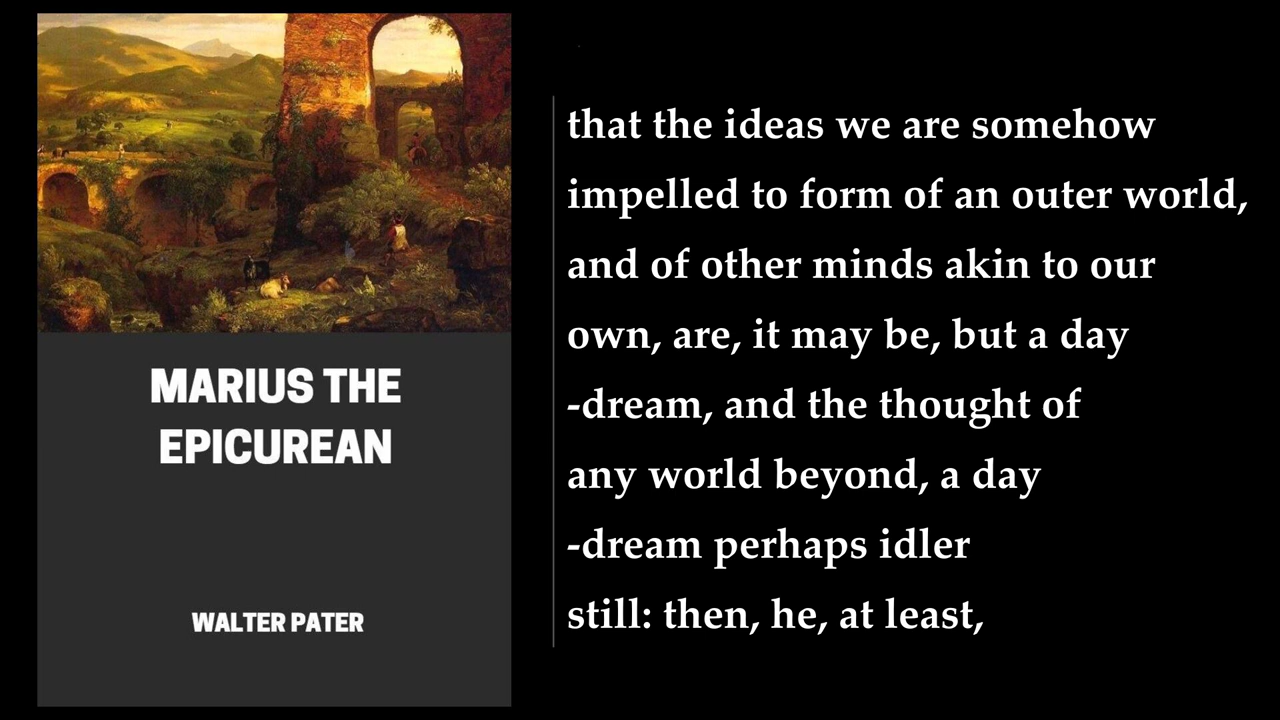 MARIUS THE
EPICUREAN
WALTER PATER
that the ideas we are somehow
impelled to form of an outer world,
and of other minds akin to our
own, are, it may be, but a day
-dream, and the thought of
any world beyond, a day
-dream perhaps idler
still: then, he, at least,